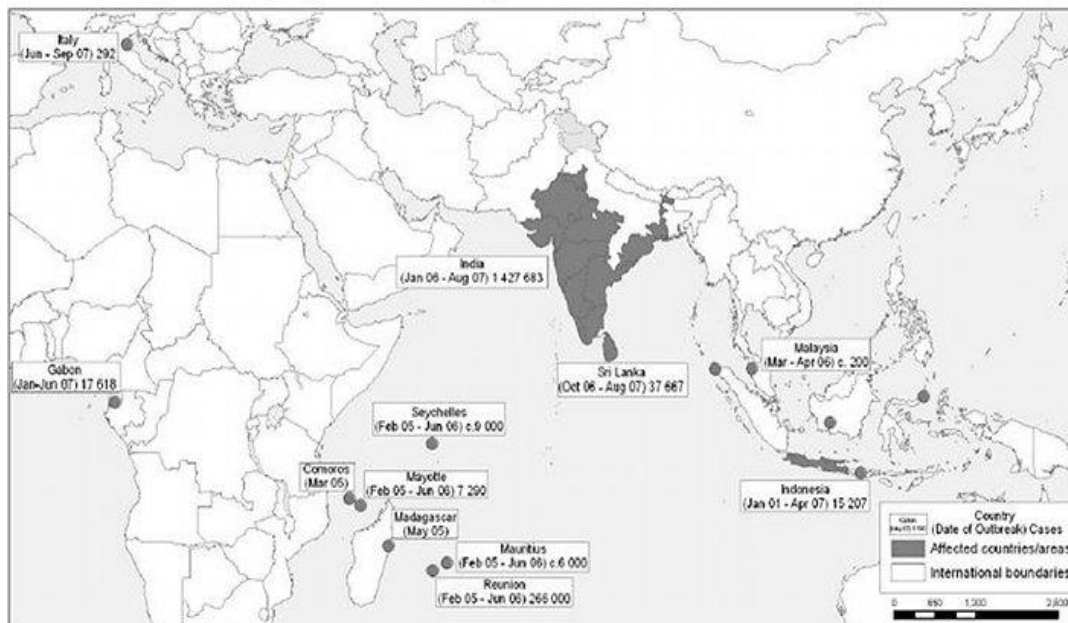 Italy
(Jun - Sep 07) 292
India
(Jan 06 - Aug 07) 1 427 683
Malaysia
(Mar - Apr 06) c. 200
Gabon
(Jan-Jun 07) 17 618
Sri Lanka
(Oct 06 - Aug 07) 37 667
Seychelles
(Feb 05 - Jun 06) c.9 000
Comoros
(Mar 05)
Mayotte
(Feb 05 - Jun 06) 7 290
Indonesia
(Jan 01 - Apr 07) 15 207
Madagascar
(May 05)
Mauritius
(Feb 05 - Jun 06) c.6 000
Reunion
(Feb 05 - Jun 06) 266 000
Country
(Date of Outbreak) Cases
Affected countries/areas
International boundaries
0 650 1,300